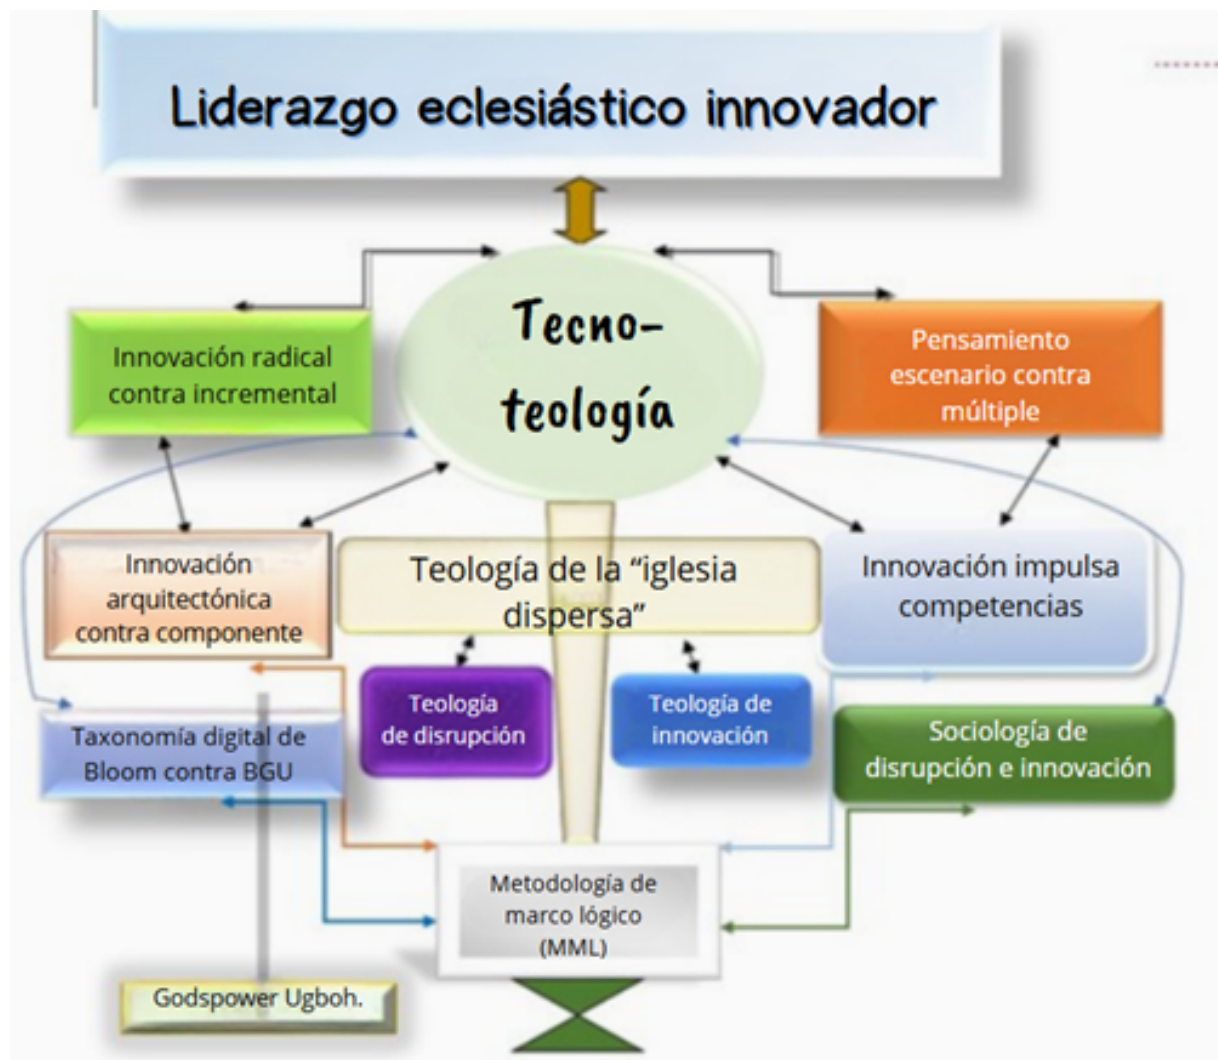 Liderazgo eclesiástico innovador
Tecno-
teología
Innovación radical
contra incremental
Pensamiento
escenario contra
múltiple
Innovación
arquitectónica
contra componente
Teología de la “iglesia
dispersa”
Innovación impulsa
competencias
Teología
de disrupción
Teología de
innovación
Taxonomía digital de
Bloom contra BGU
Sociología de
disrupción e innovación
Metodología de
marco lógico
(MML)
Godspower Ugboh.